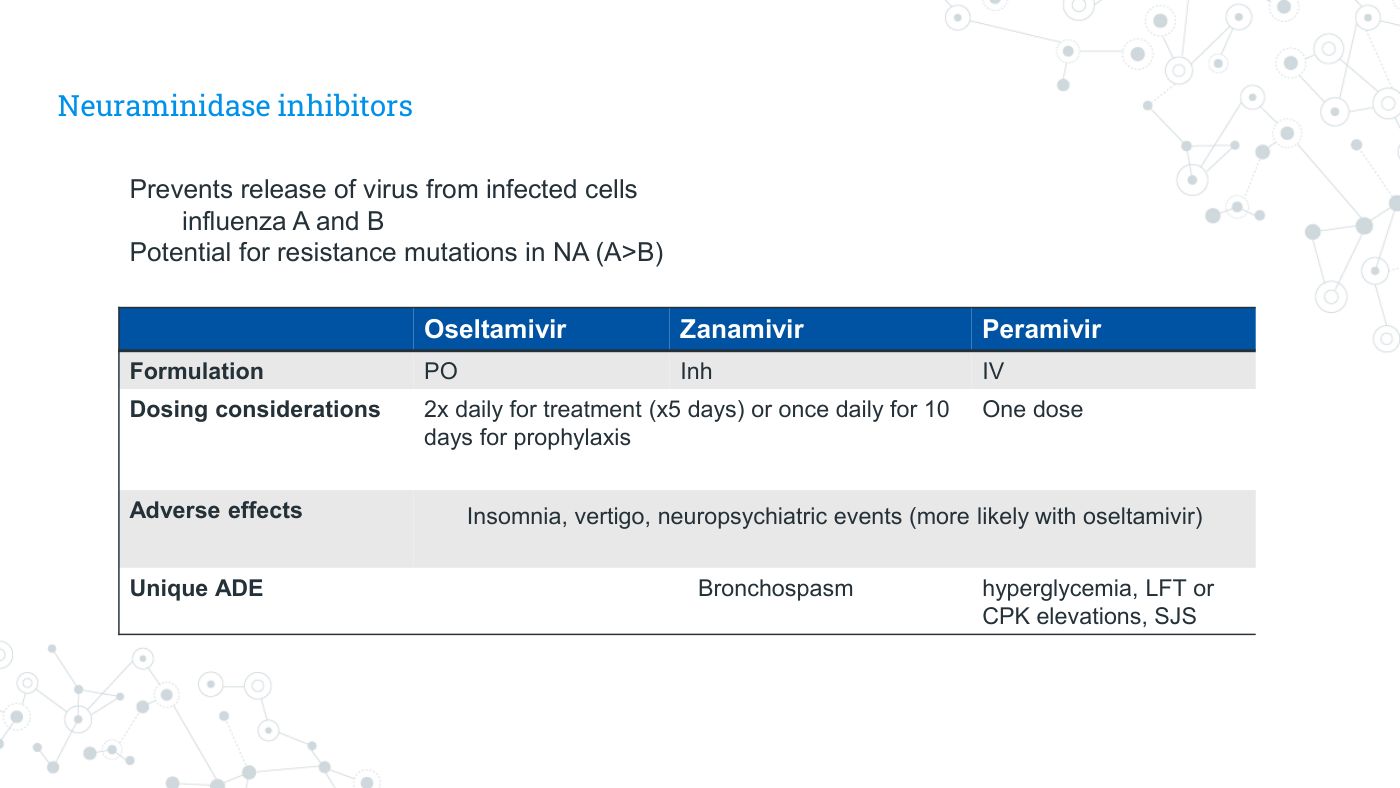 Neuraminidase inhibitors
Prevents release of virus from infected cells
influenza A and B
Potential for resistance mutations in NA (A>B)
Oseltamivir Zanamivir Peramivir
Formulation PO Inh IV
Dosing considerations 2x daily for treatment (x5 days) or once daily for 10 One dose
days for prophylaxis
Adverse effects Insomnia, vertigo, neuropsychiatric events (more likely with oseltamivir)
Unique ADE Bronchospasm hyperglycemia, LFT or
CPK elevations, SJS